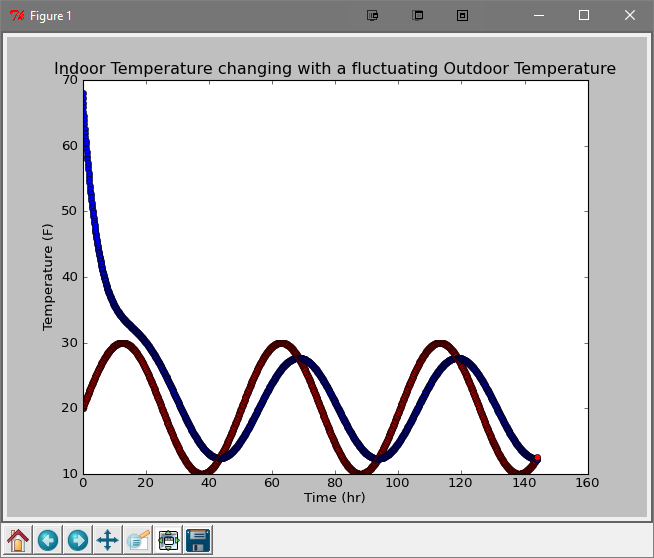 Figure 1
Indoor Temperature changing with a fluctuating Outdoor Temperature
70
60
50
40
30
20
10
Temperature (F)
0 20 40 60 80 100 120 140 160
Time (hr)